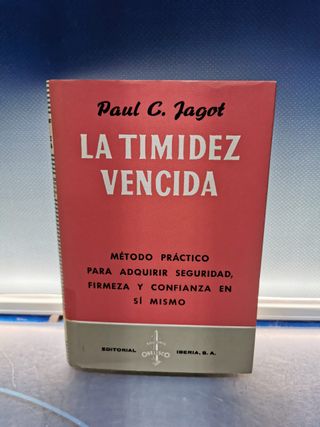 Paul C. Jagot
LA TIMIDEZ
VENCIDA
MÉTODO PRÁCTICO
PARA ADQUIRIR SEGURIDAD,
FIRMEZA Y CONFIANZA EN
SÍ MISMO
EDITORIAL IBERIA, S. A.